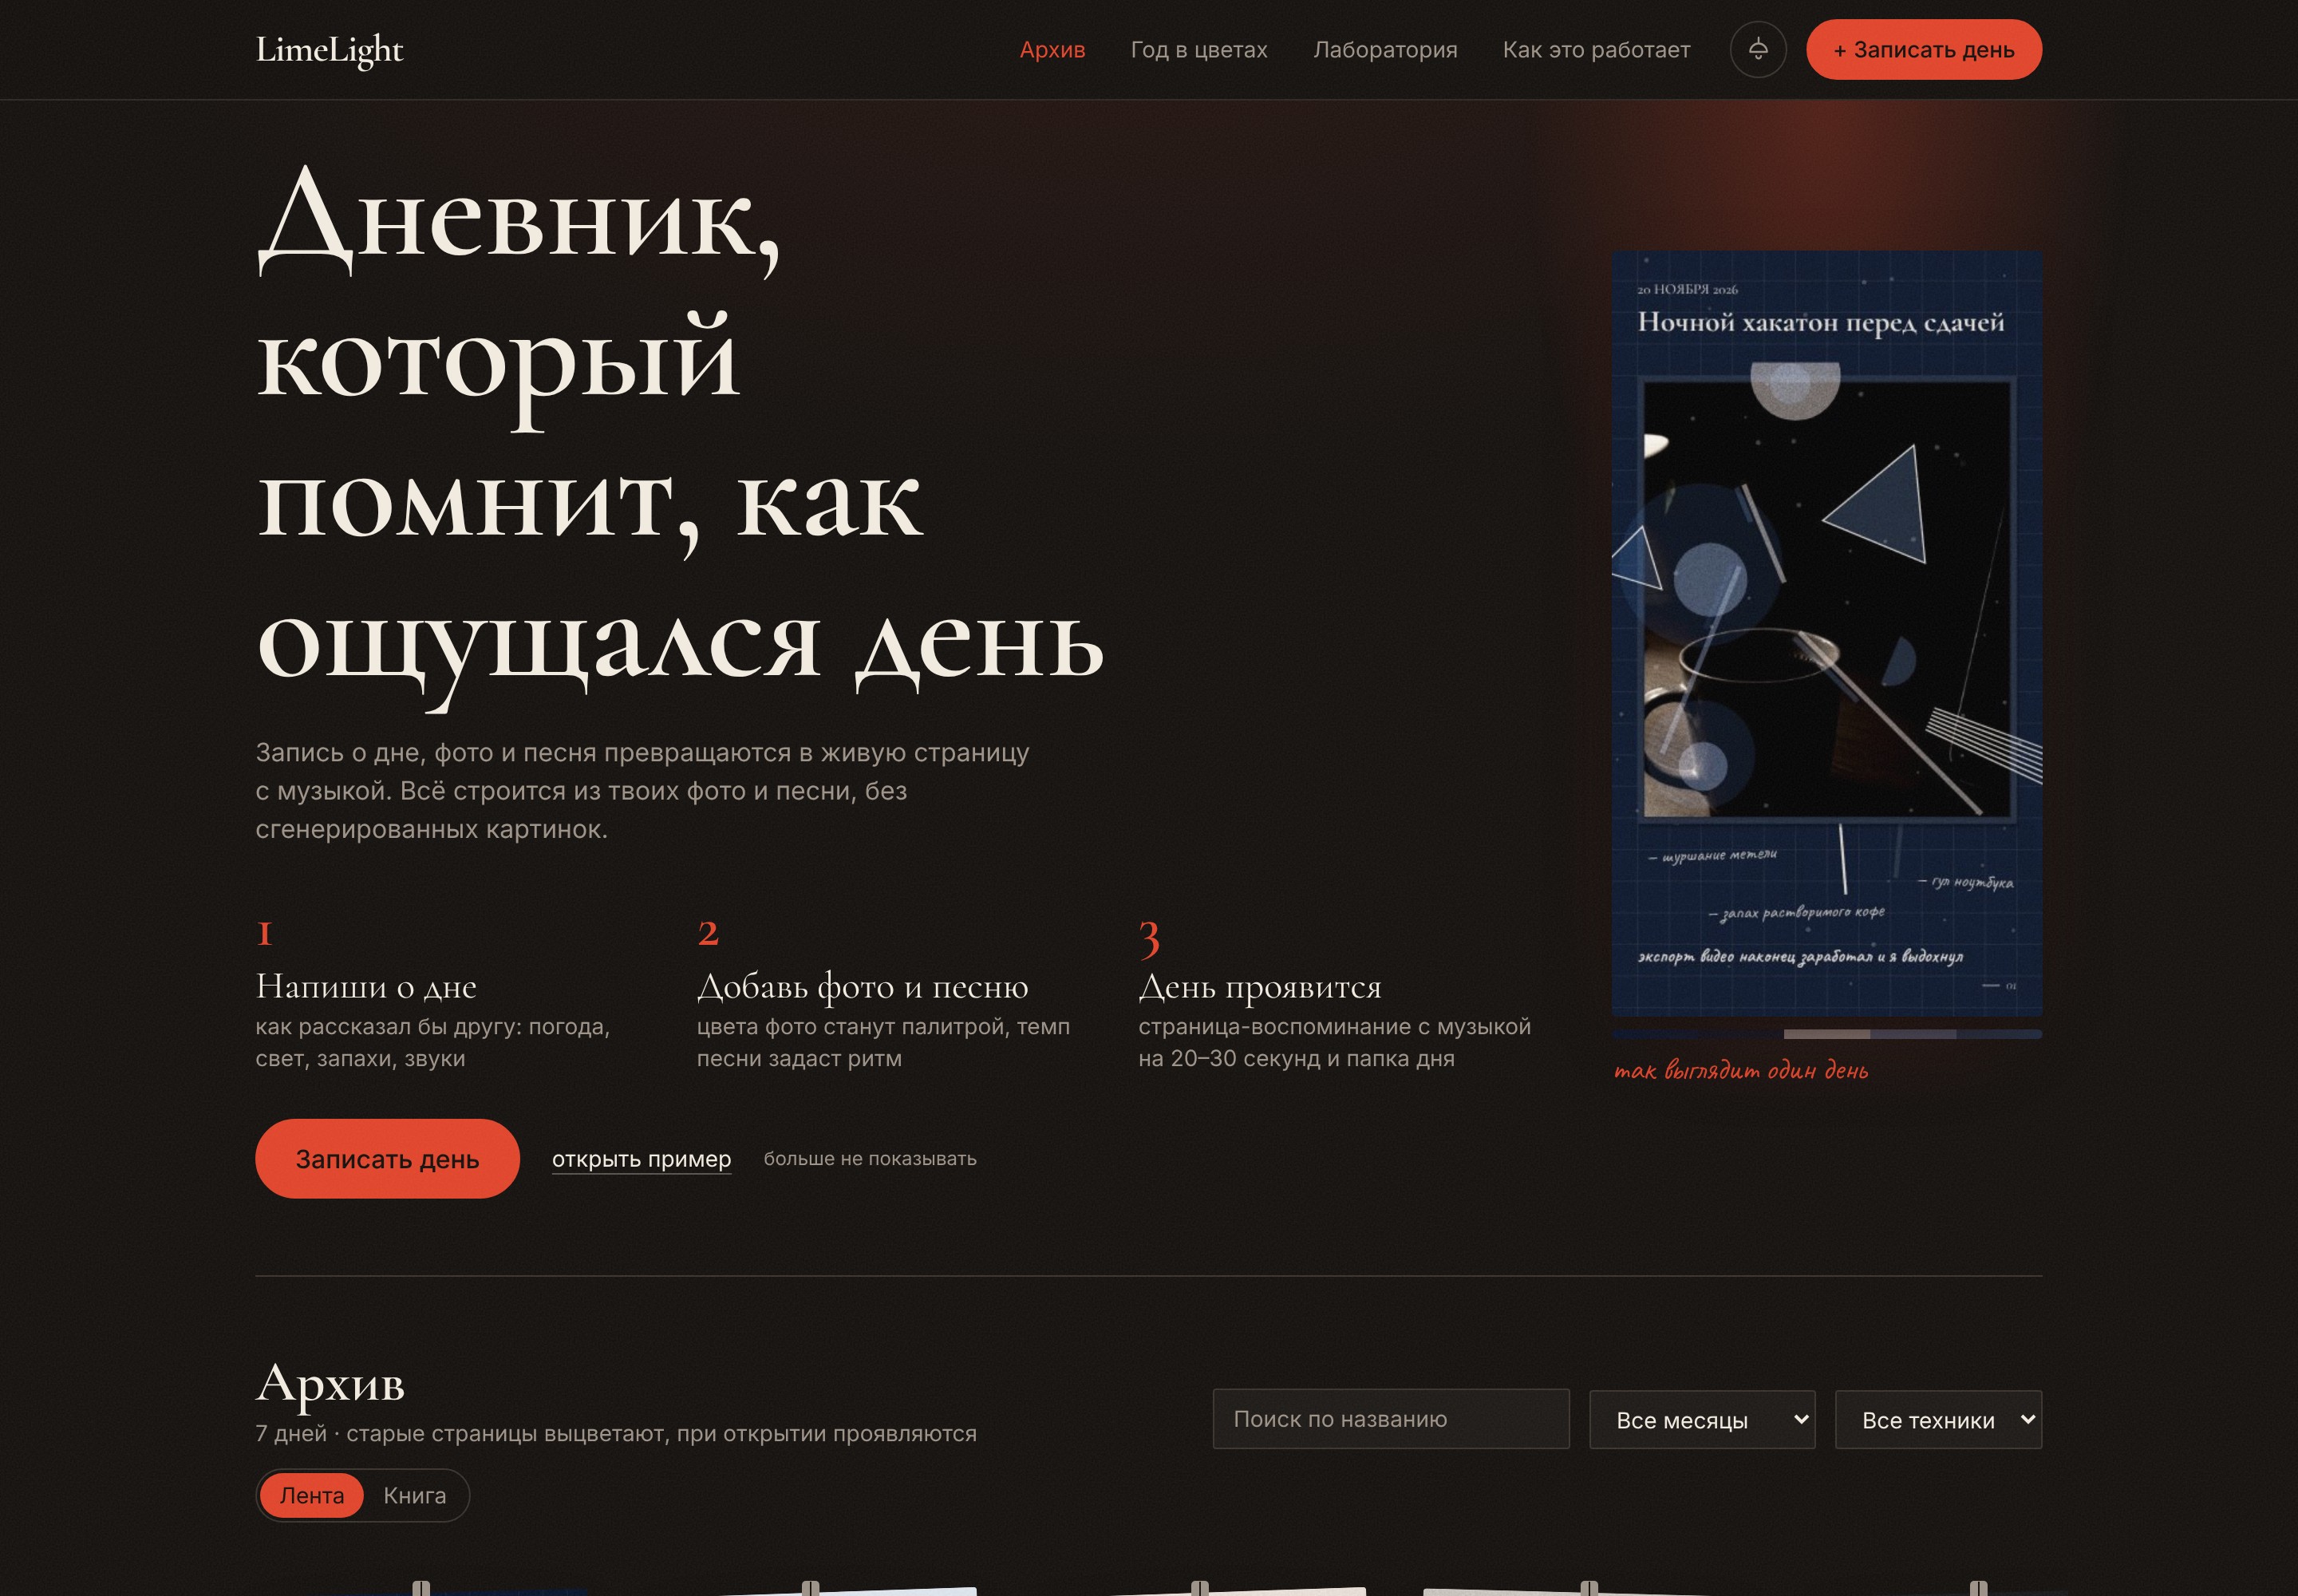 LimeLight
Архив
Год в цветах
Лаборатория
Как это работает
+ Записать день
Дневник,
который
помнит, как
ощущался день
Запись о дне, фото и песня превращаются в живую страницу
с музыкой. Всё строится из твоих фото и песни, без
сгенерированных картинок.
1
Напиши о дне
как рассказал бы другу: погода,
свет, запахи, звуки
2
Добавь фото и песню
цвета фото станут палитрой, темп
песни задаст ритм
3
День проявится
страница-воспоминание с музыкой
на 20–30 секунд и папка дня
Записать день
открыть пример
больше не показывать
20 НОЯБРЯ 2026
Ночной хакатон перед сдачей
— шуршание метели
— гул ноутбука
— запах растворимого кофе
экспорт видео наконец заработал и я выдохнул
— 01
так выглядит один день
Архив
7 дней · старые страницы выцветают, при открытии проявляются
Поиск по названию
Все месяцы
Все техники
Лента
Книга